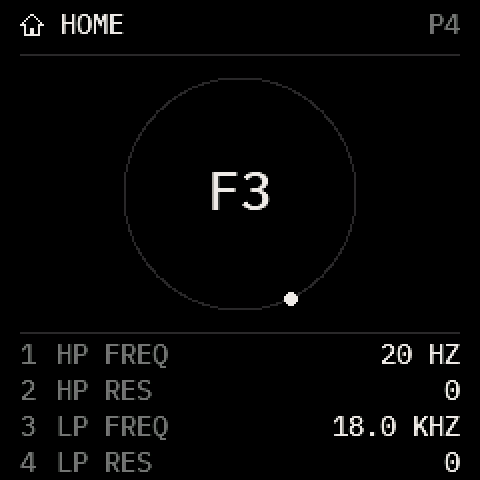 HOME P4
F3
1 HP FREQ 20 HZ
2 HP RES 0
3 LP FREQ 18.0 KHZ
4 LP RES 0